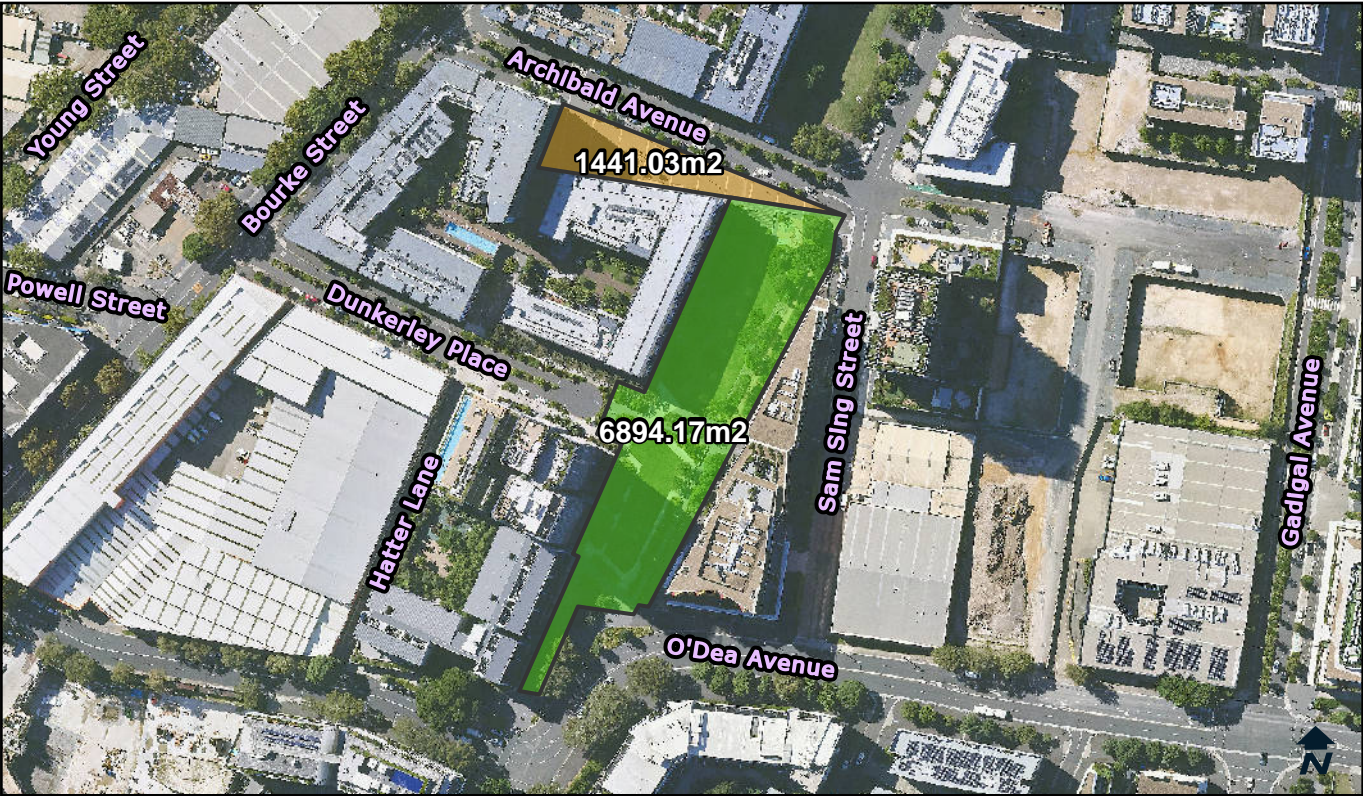 Young Street
Archibald Avenue
1441.03m2
Bourke Street
Powell Street
Dunkerley Place
6894.17m2
Sam Sing Street
Gadigal Avenue
Hatter Lane
O'Dea Avenue
N